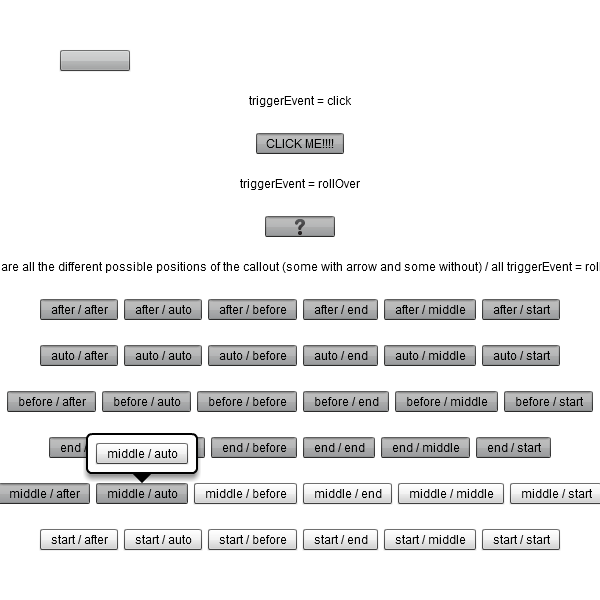 triggerEvent = click
CLICK ME!!!!
triggerEvent = rollOver
?
are all the different possible positions of the callout (some with arrow and some without) / all triggerEvent =
after / after after / auto after / before after / end after / middle after / start
auto / after auto / auto auto / before auto / end auto / middle auto / start
before / after before / auto before / before before / end before / middle before / start
end / end / before end / end end / middle end / start
middle / auto
middle / after middle / auto middle / before middle / end middle / middle middle / start
start / after start / auto start / before start / end start / middle start / start